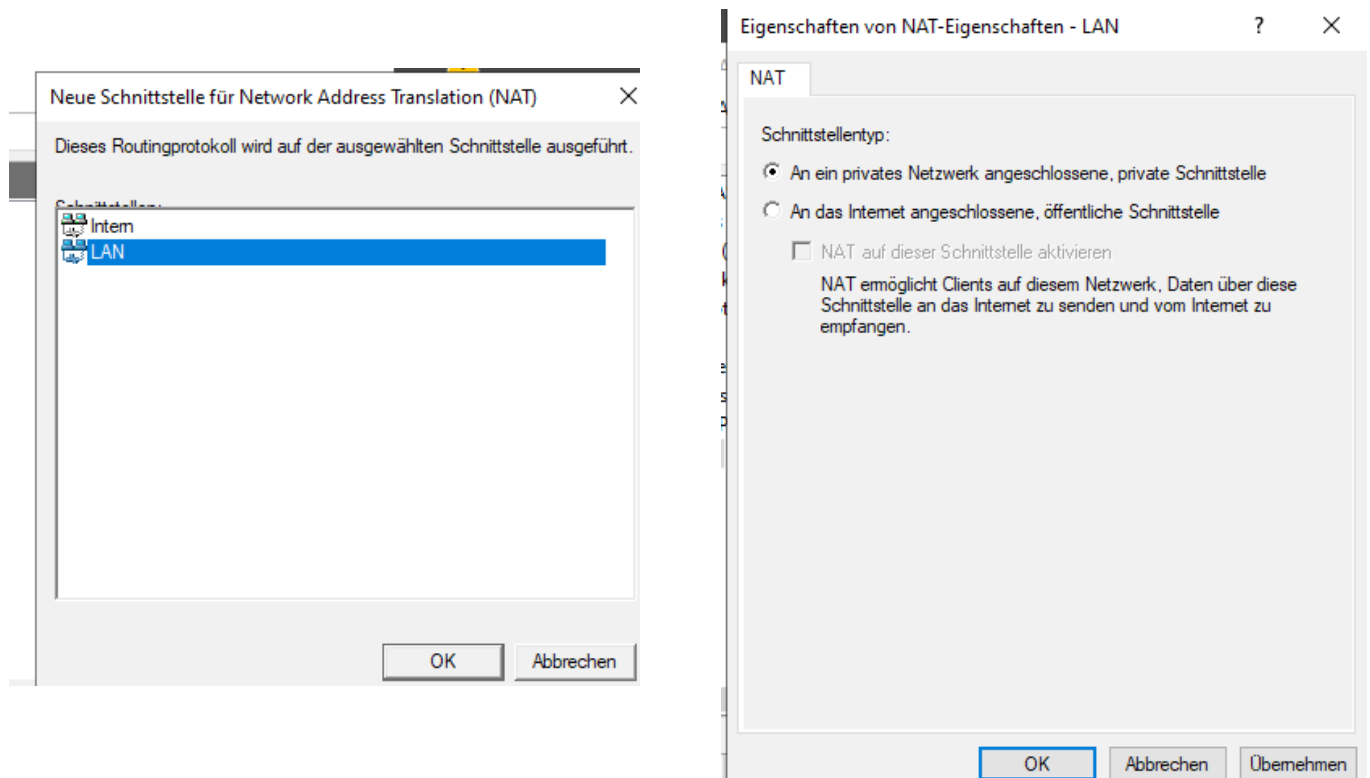 Neue Schnittstelle für Network Address Translation (NAT)
Dieses Routingprotokoll wird auf der ausgewählten Schnittstelle ausgeführt.
Schnittstellen:
Intern
LAN
OK
Abbrechen
Eigenschaften von NAT-Eigenschaften - LAN
?
NAT
Schnittstellentyp:
An ein privates Netzwerk angeschlossene, private Schnittstelle
An das Internet angeschlossene, öffentliche Schnittstelle
NAT auf dieser Schnittstelle aktivieren
NAT ermöglicht Clients auf diesem Netzwerk, Daten über diese
Schnittstelle an das Internet zu senden und vom Internet zu
empfangen.
OK
Abbrechen
Übernehmen